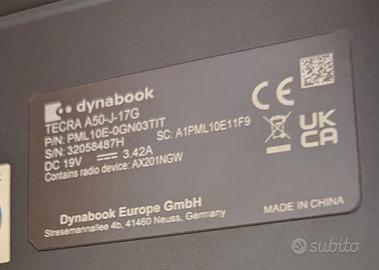 dynabook
TECRA A50-J-17G
P/N: PML10E-0GN03TIT
S/N: 32058487H
SC: A1PML10E11F9
DC 19V ⎓ 3.42A
Contains radio device: AX201NGW
CE
UK
CA
Dynabook Europe GmbH
Stresemannallee 4b, 41460 Neuss, Germany
MADE IN CHINA
subito